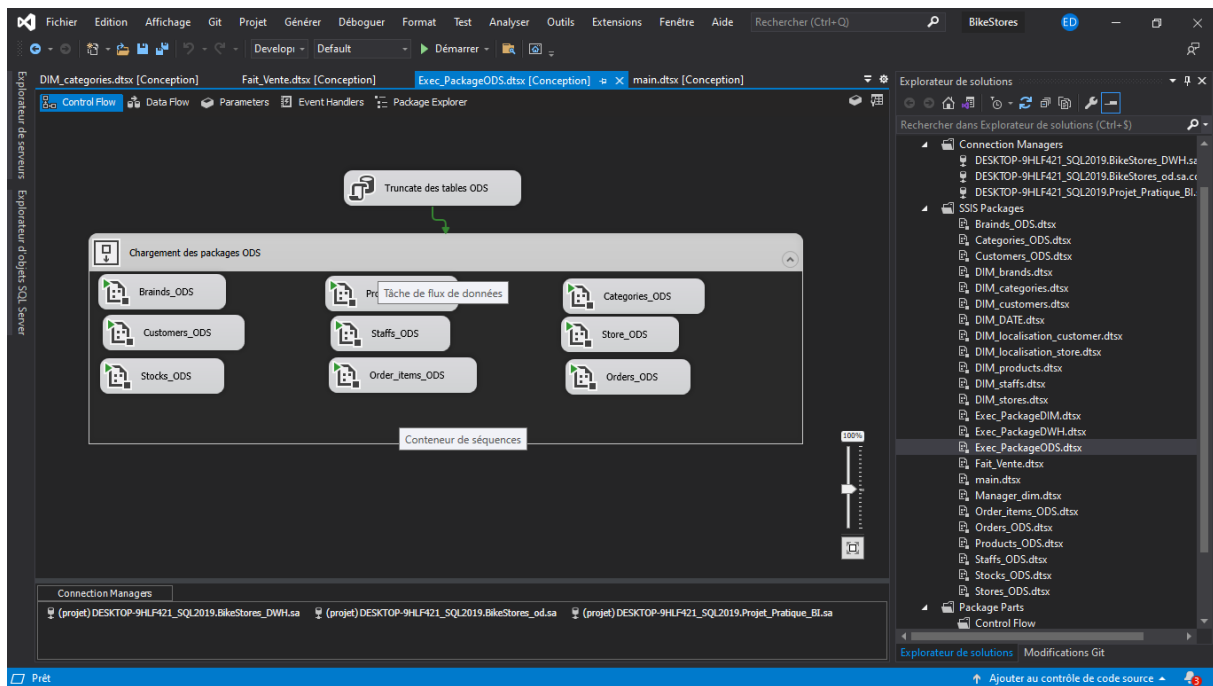 Fichier Edition Affichage Git Projet Générer Déboguer Format Test Analyser Outils Extensions Fenêtre Aide Rechercher (Ctrl+Q) BikeStores ED
Developr Default Démarrer
DIM_categories.dtsx [Conception] Fait_Vente.dtsx [Conception] Exec_PackageODS.dtsx [Conception] main.dtsx [Conception]
Control Flow Data Flow Parameters Event Handlers Package Explorer
Explorateur de serveurs
Explorateur d'objets SQL Server
Truncate des tables ODS
Chargement des packages ODS
Brainds_ODS
Tâche de flux de données
Categories_ODS
Customers_ODS Staffs_ODS Store_ODS
Stocks_ODS Order_items_ODS Orders_ODS
Conteneur de séquences
100%
Connection Managers
(projet) DESKTOP-9HLF421_SQL2019.BikeStores_DWH.sa (projet) DESKTOP-9HLF421_SQL2019.BikeStores_od.sa (projet) DESKTOP-9HLF421_SQL2019.Projet_Pratique_BI.sa
Explorateur de solutions
Rechercher dans Explorateur de solutions (Ctrl+$)
Connection Managers
DESKTOP-9HLF421_SQL2019.BikeStores_DWH.sa
DESKTOP-9HLF421_SQL2019.BikeStores_od.sa.co
DESKTOP-9HLF421_SQL2019.Projet_Pratique_BI.
SSIS Packages
Brainds_ODS.dtsx
Categories_ODS.dtsx
Customers_ODS.dtsx
DIM_brands.dtsx
DIM_categories.dtsx
DIM_customers.dtsx
DIM_DATE.dtsx
DIM_localisation_customer.dtsx
DIM_localisation_store.dtsx
DIM_products.dtsx
DIM_staffs.dtsx
DIM_stores.dtsx
Exec_PackageDIM.dtsx
Exec_PackageDWH.dtsx
Exec_PackageODS.dtsx
Fait_Vente.dtsx
main.dtsx
Manager_dim.dtsx
Order_items_ODS.dtsx
Orders_ODS.dtsx
Products_ODS.dtsx
Staffs_ODS.dtsx
Stocks_ODS.dtsx
Stores_ODS.dtsx
Package Parts
Control Flow
Explorateur de solutions Modifications Git
Prêt Ajouter au contrôle de code source 3